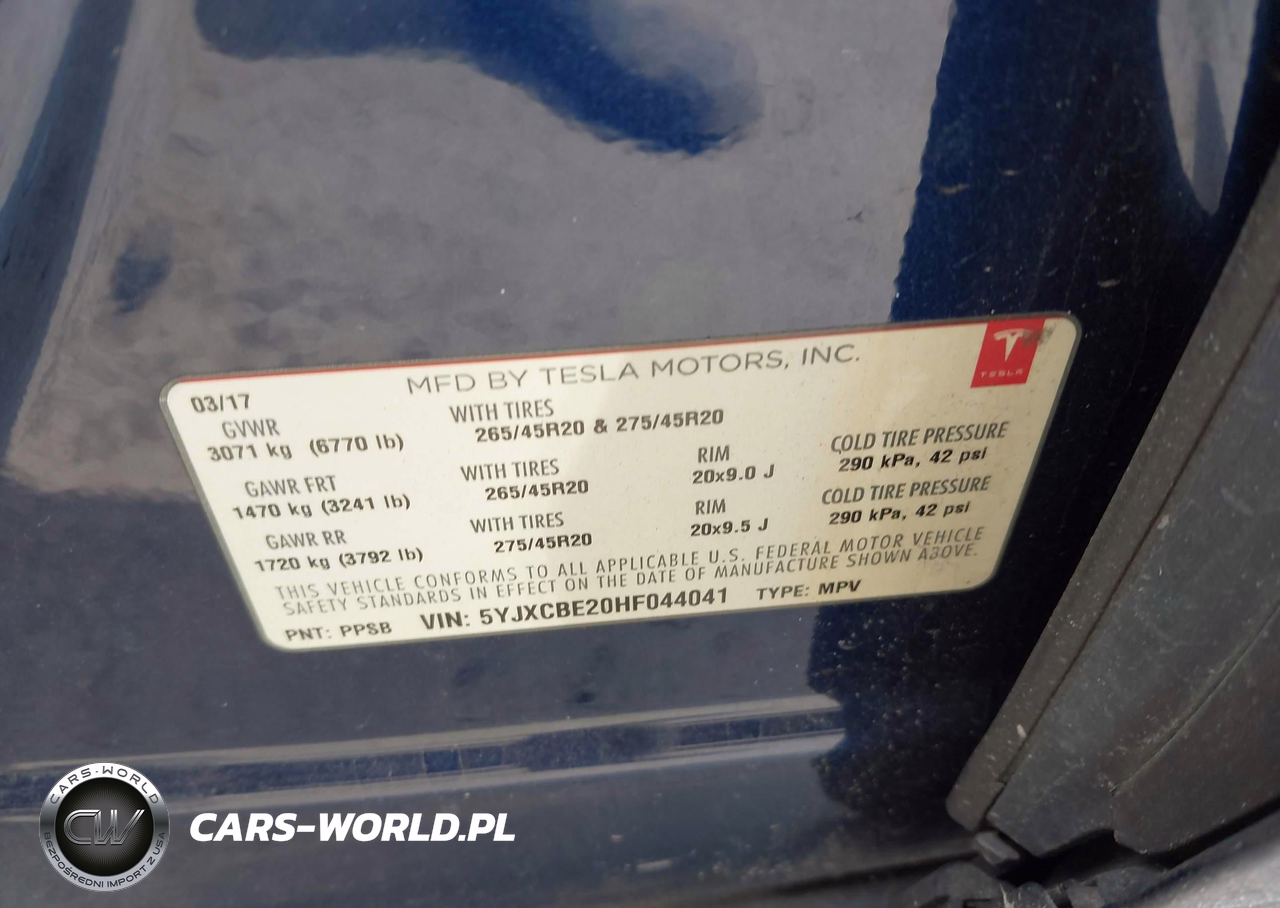 MFD BY TESLA MOTORS, INC.
TESLA
03/17
GVWR
3071 kg (6770 lb)
WITH TIRES
265/45R20 & 275/45R20
GAWR FRT
1470 kg (3241 lb)
WITH TIRES
265/45R20
RIM
20x9.0 J
COLD TIRE PRESSURE
290 kPa, 42 psi
GAWR RR
1720 kg (3792 lb)
WITH TIRES
275/45R20
RIM
20x9.5 J
COLD TIRE PRESSURE
290 kPa, 42 psi
THIS VEHICLE CONFORMS TO ALL APPLICABLE U.S. FEDERAL MOTOR VEHICLE
SAFETY STANDARDS IN EFFECT ON THE DATE OF MANUFACTURE SHOWN ABOVE.
PNT: PPSB VIN: 5YJXCBE20HF044041 TYPE: MPV
CARS-WORLD
CW
BEZPOŚREDNI IMPORT Z USA
CARS-WORLD.PL